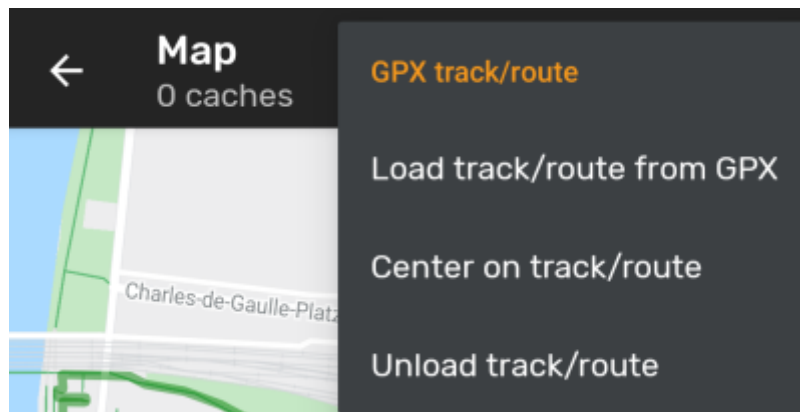 Map
0 caches
GPX track/route
Load track/route from GPX
Center on track/route
Unload track/route
Charles-de-Gaulle-Platz